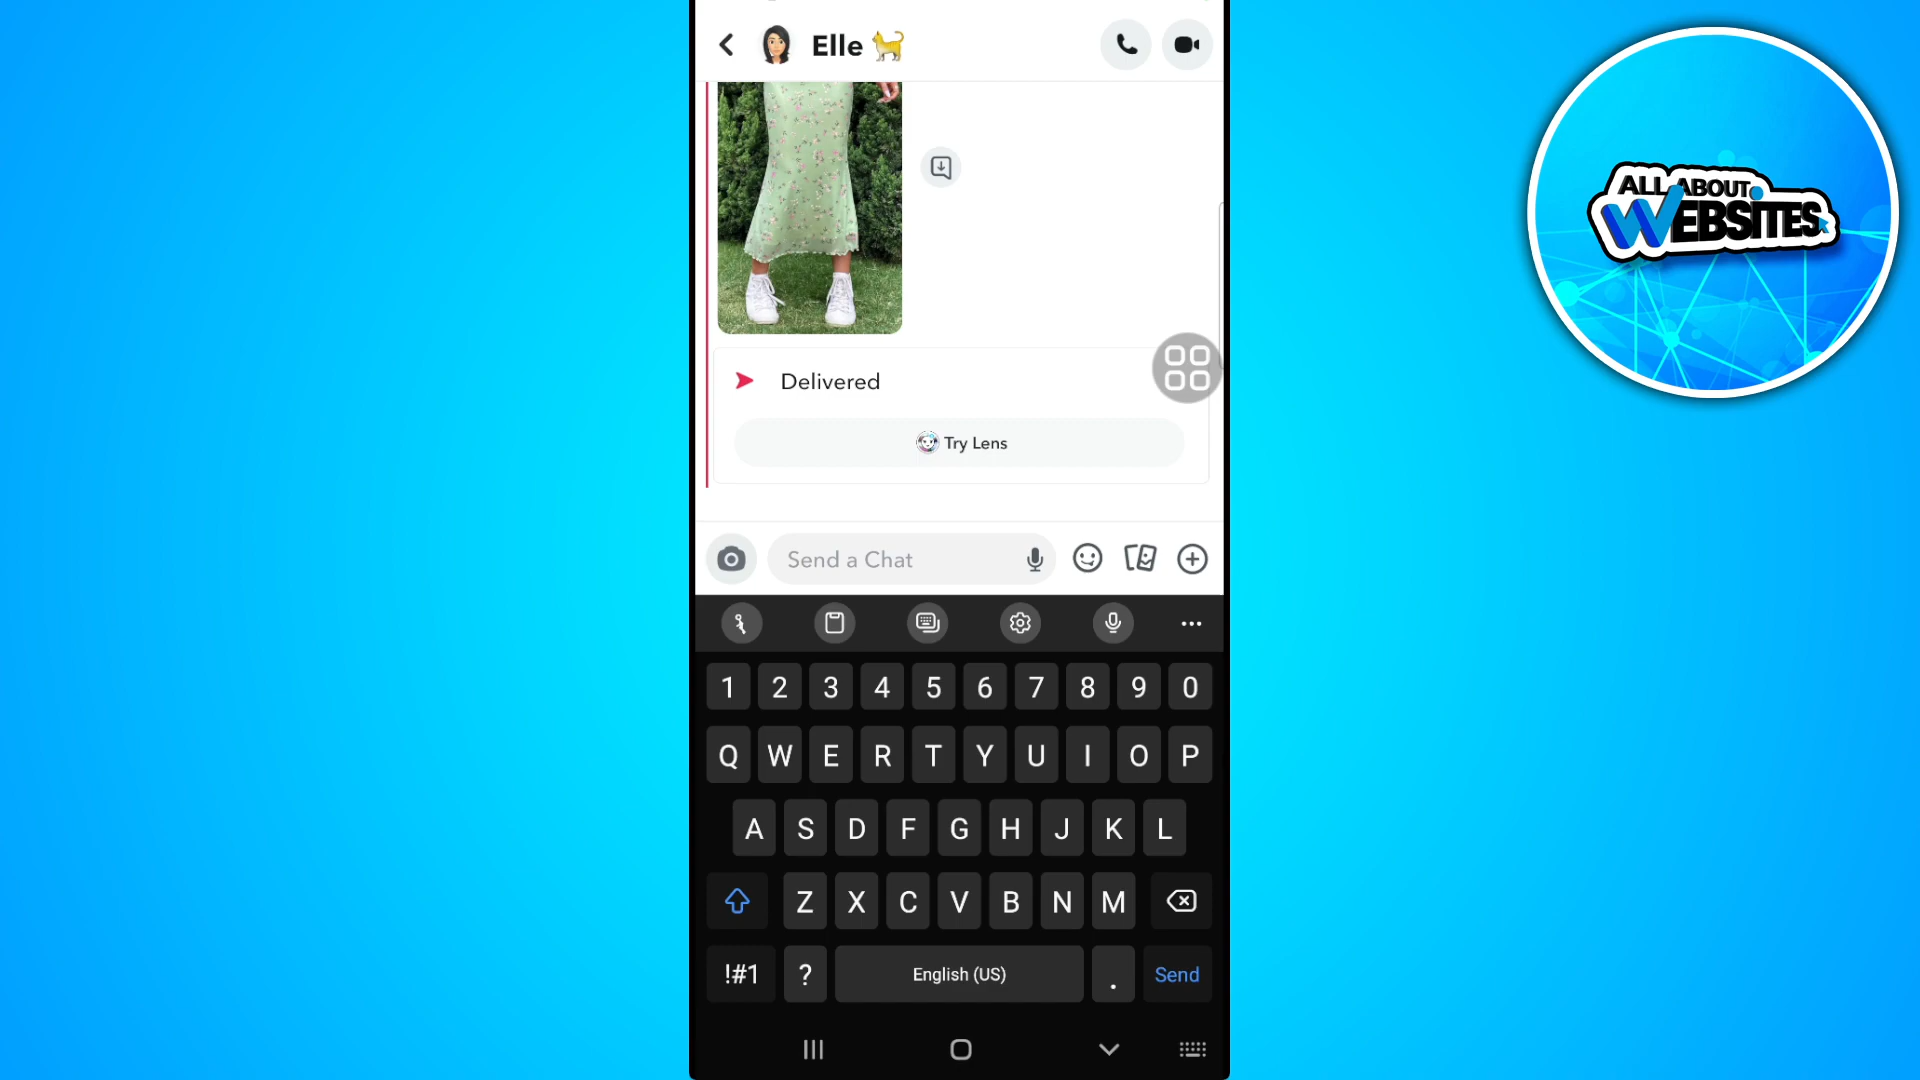 Elle
ALL ABOUT
WEBSITES
Delivered
Try Lens
Send a Chat
1 2 3 4 5 6 7 8 9 0
Q W E R T Y U I O P
A S D F G H J K L
Z X C V B N M
!#1 ? English (US) . Send